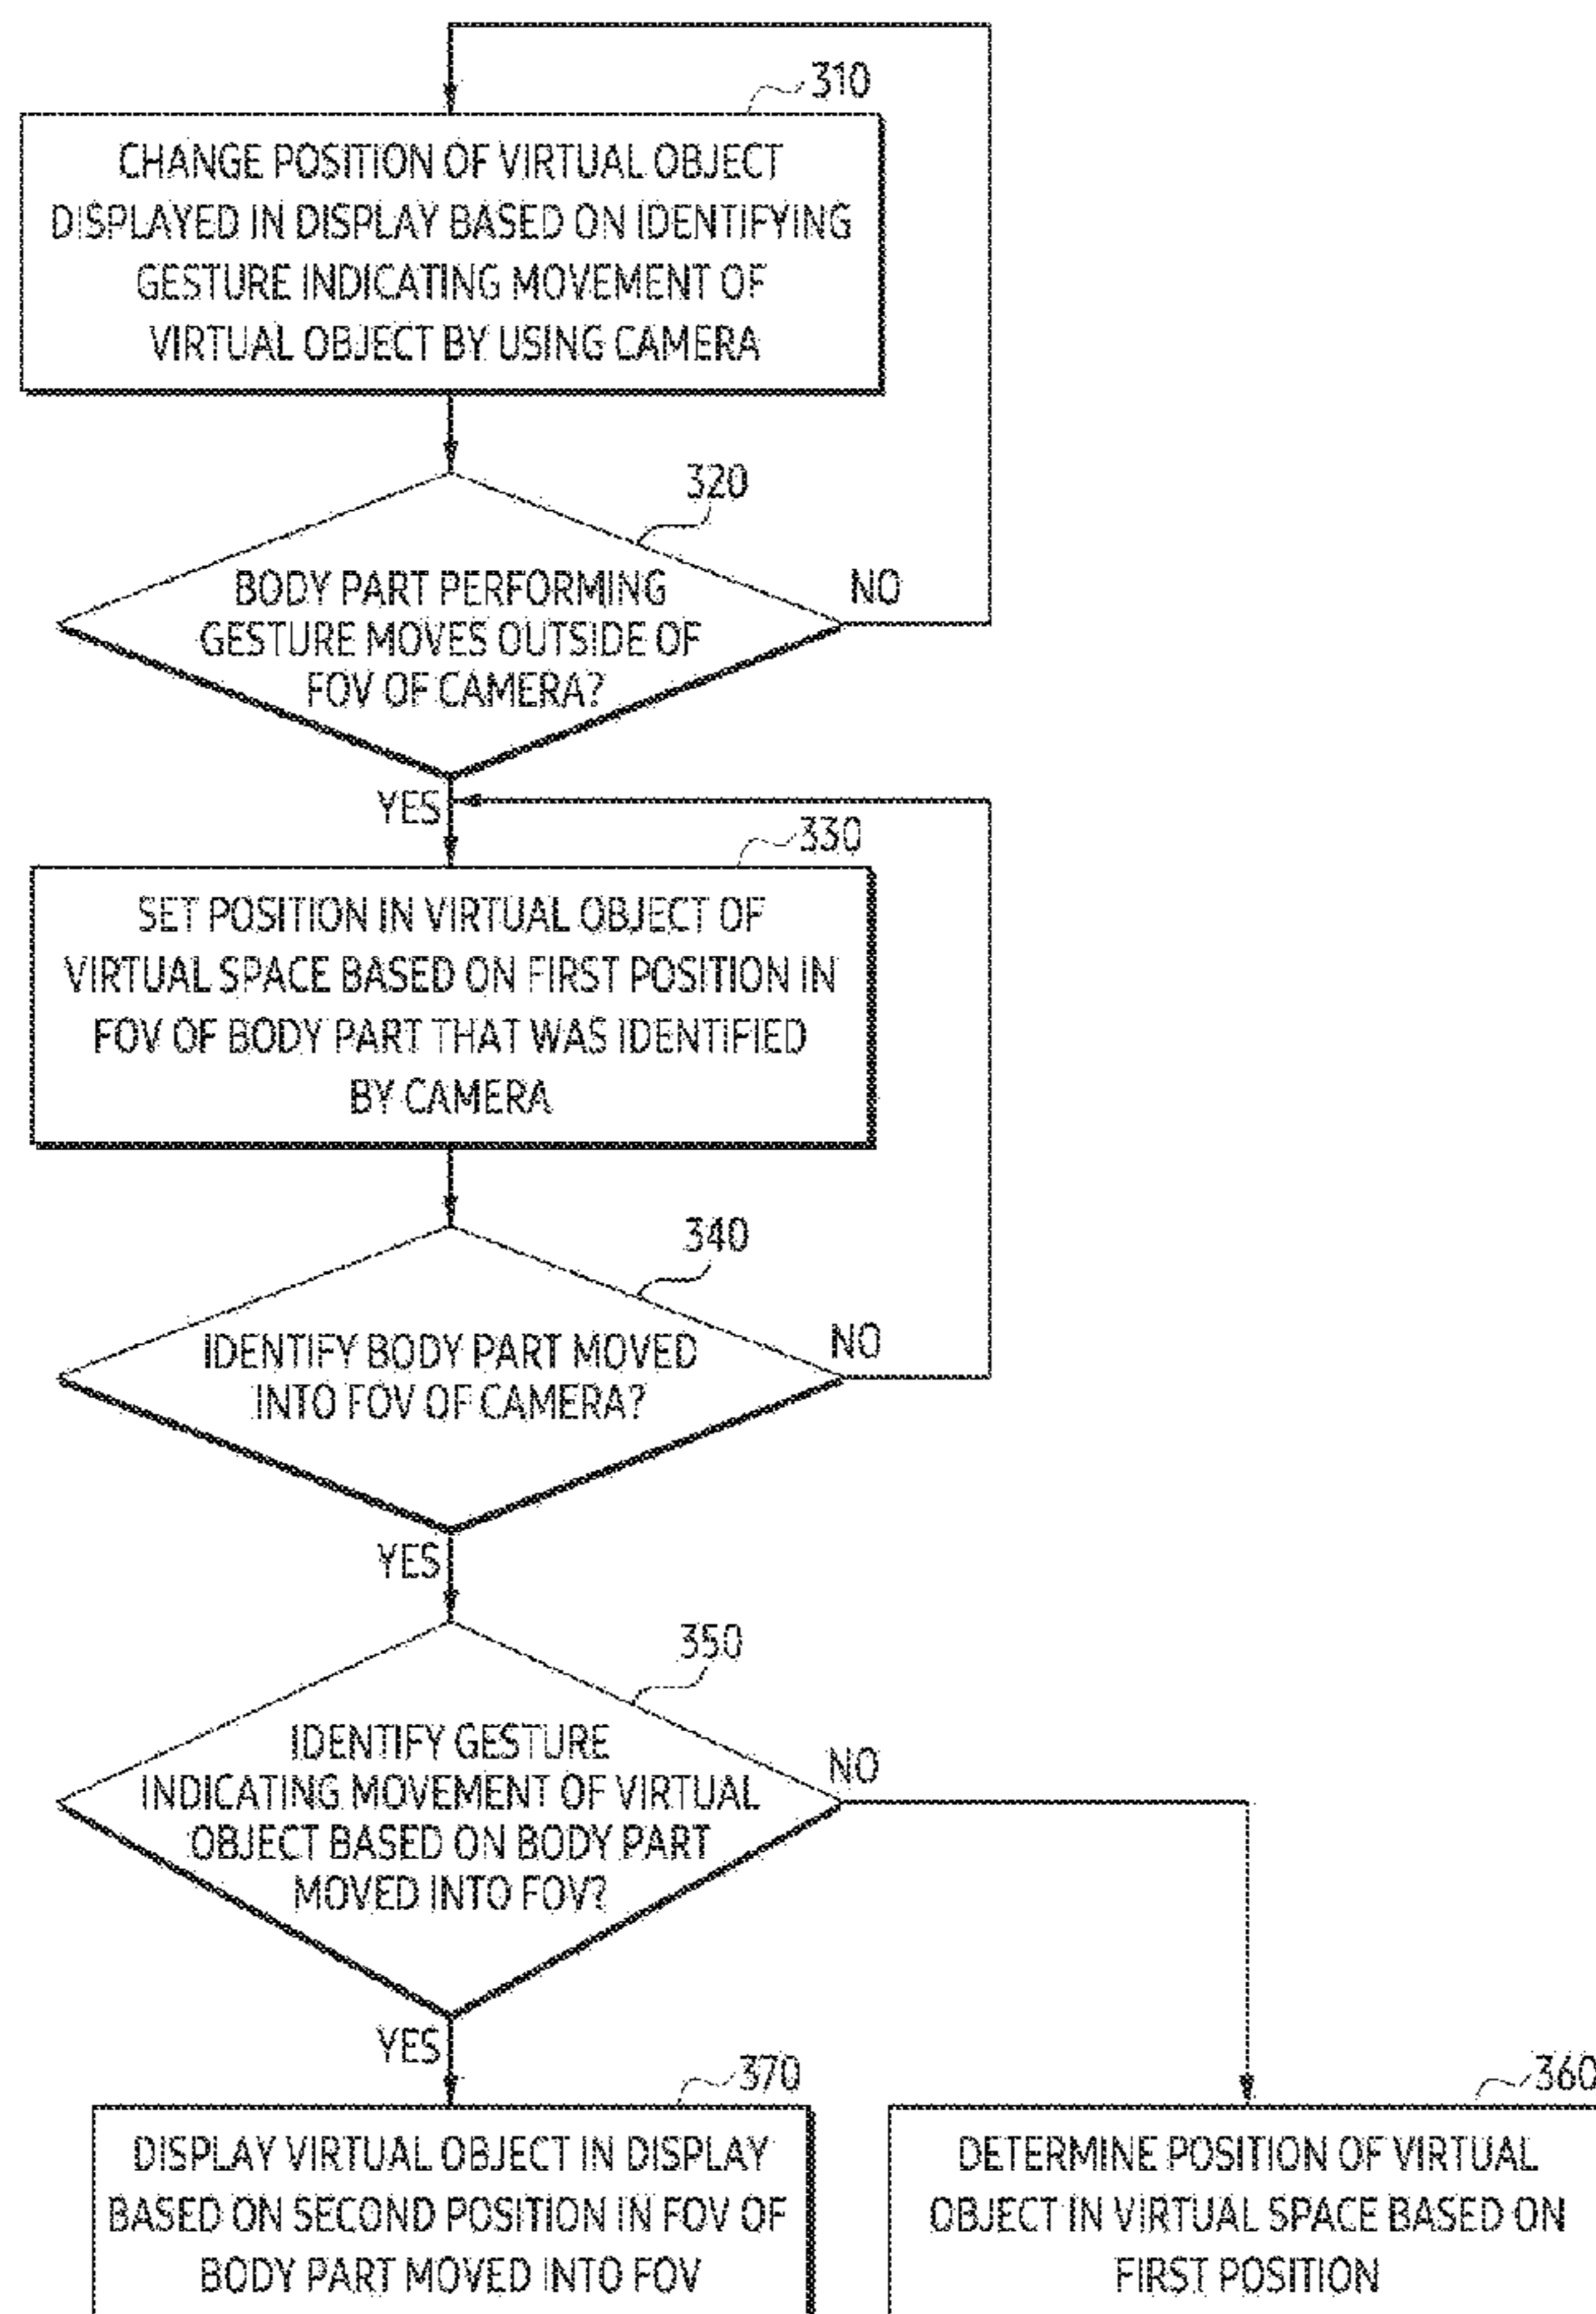 310
CHANGE POSITION OF VIRTUAL OBJECT
DISPLAYED IN DISPLAY BASED ON IDENTIFYING
GESTURE INDICATING MOVEMENT OF
VIRTUAL OBJECT BY USING CAMERA
320
BODY PART PERFORMING
GESTURE MOVES OUTSIDE OF
FOV OF CAMERA?
NO
YES
330
SET POSITION IN VIRTUAL OBJECT OF
VIRTUAL SPACE BASED ON FIRST POSITION IN
FOV OF BODY PART THAT WAS IDENTIFIED
BY CAMERA
340
IDENTIFY BODY PART MOVED
INTO FOV OF CAMERA?
NO
YES
350
IDENTIFY GESTURE
INDICATING MOVEMENT OF VIRTUAL
OBJECT BASED ON BODY PART
MOVED INTO FOV?
NO
YES
370
DISPLAY VIRTUAL OBJECT IN DISPLAY
BASED ON SECOND POSITION IN FOV OF
BODY PART MOVED INTO FOV
360
DETERMINE POSITION OF VIRTUAL
OBJECT IN VIRTUAL SPACE BASED ON
FIRST POSITION